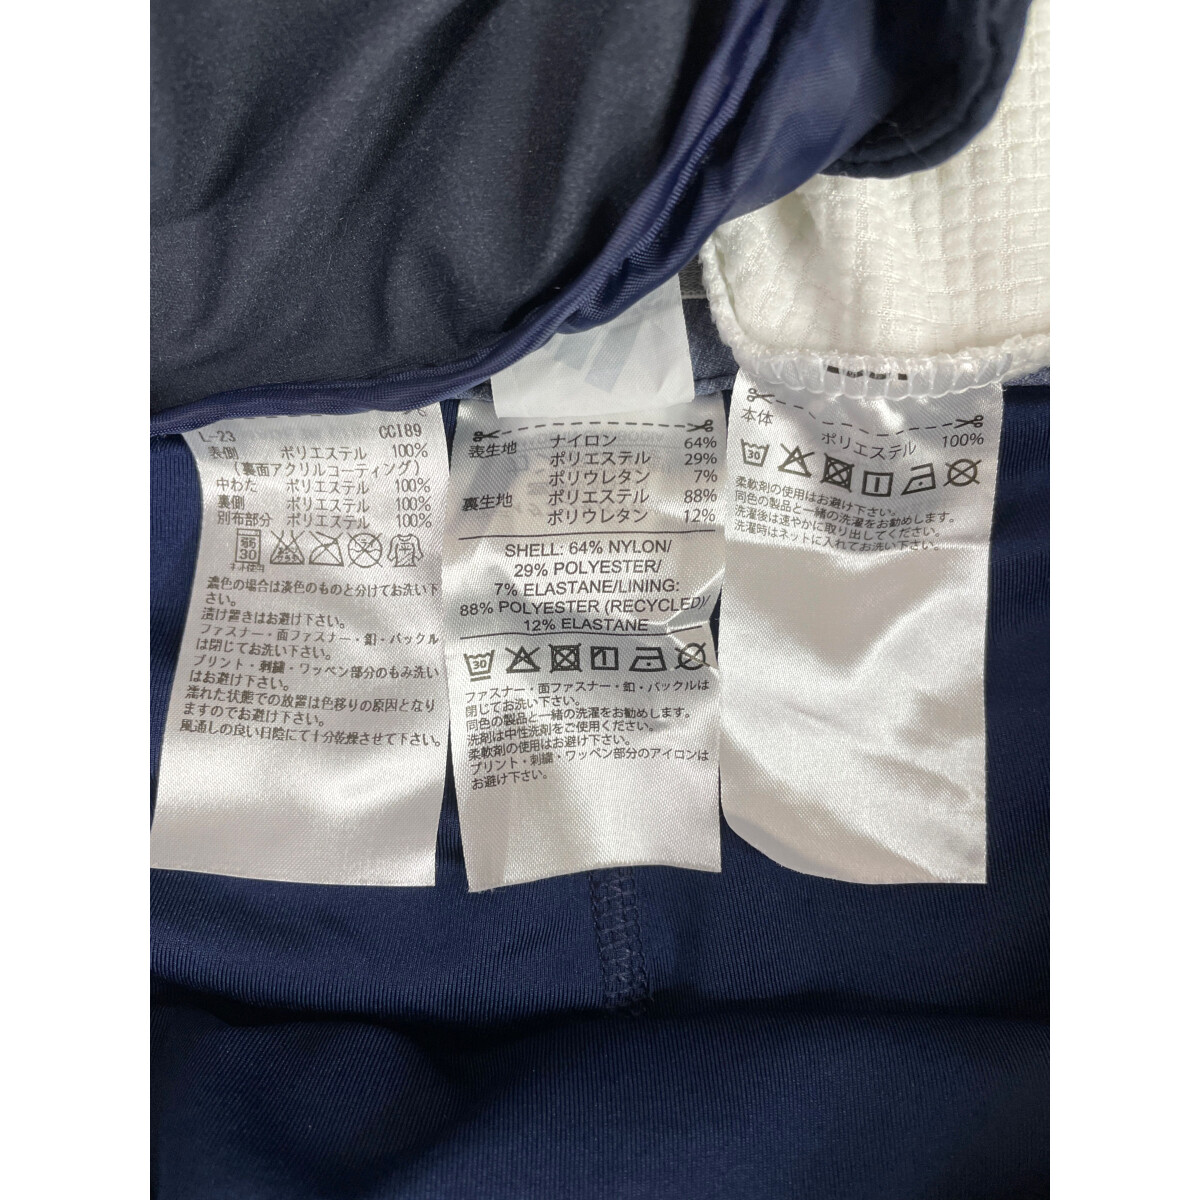 L-23 CCI89
表側 ポリエステル 100%
(裏面アクリルコーティング)
中わた ポリエステル 100%
裏側 ポリエステル 100%
別布部分 ポリエステル 100%
弱
30
ネット使用
濃色の場合は淡色のものと分けてお洗い下
さい。
漬け置きはお避け下さい。
ファスナー・面ファスナー・釦・バックル
は閉じてお洗い下さい。
プリント・刺繍・ワッペン部分のもみ洗い
はお避け下さい。
濡れた状態での放置は色移りの原因となり
ますのでお避け下さい。
風通しの良い日陰にて十分乾燥させて下さい。
表生地 ナイロン 64%
ポリエステル 29%
ポリウレタン 7%
裏生地 ポリエステル 88%
ポリウレタン 12%
SHELL: 64% NYLON/
29% POLYESTER/
7% ELASTANE/LINING:
88% POLYESTER (RECYCLED)/
12% ELASTANE
30
ファスナー・面ファスナー・釦・バックルは
閉じてお洗い下さい。
同色の製品と一緒の洗濯をお勧めします。
洗剤は中性洗剤をご使用ください。
柔軟剤の使用はお避け下さい。
プリント・刺繍・ワッペン部分のアイロンは
お避け下さい。
本体 ポリエステル 100%
30
柔軟剤の使用はお避け下さい。
同色の製品と一緒の洗濯をお勧めします。
洗濯後は速やかに取り出してください。
洗濯時はネットに入れてお洗い下さい。